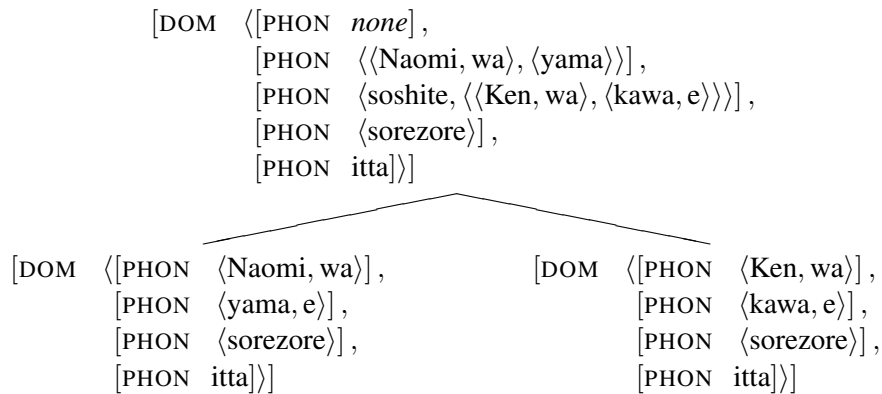 [DOM ⟨[PHON none],
[PHON ⟨⟨Naomi, wa⟩, ⟨yama⟩⟩],
[PHON ⟨soshite, ⟨⟨Ken, wa⟩, ⟨kawa, e⟩⟩⟩],
[PHON ⟨sorezore⟩],
[PHON itta]⟩]
[DOM ⟨[PHON ⟨Naomi, wa⟩], [DOM ⟨[PHON ⟨Ken, wa⟩],
[PHON ⟨yama, e⟩], [PHON ⟨kawa, e⟩],
[PHON ⟨sorezore⟩], [PHON ⟨sorezore⟩],
[PHON itta]⟩] [PHON itta]⟩]